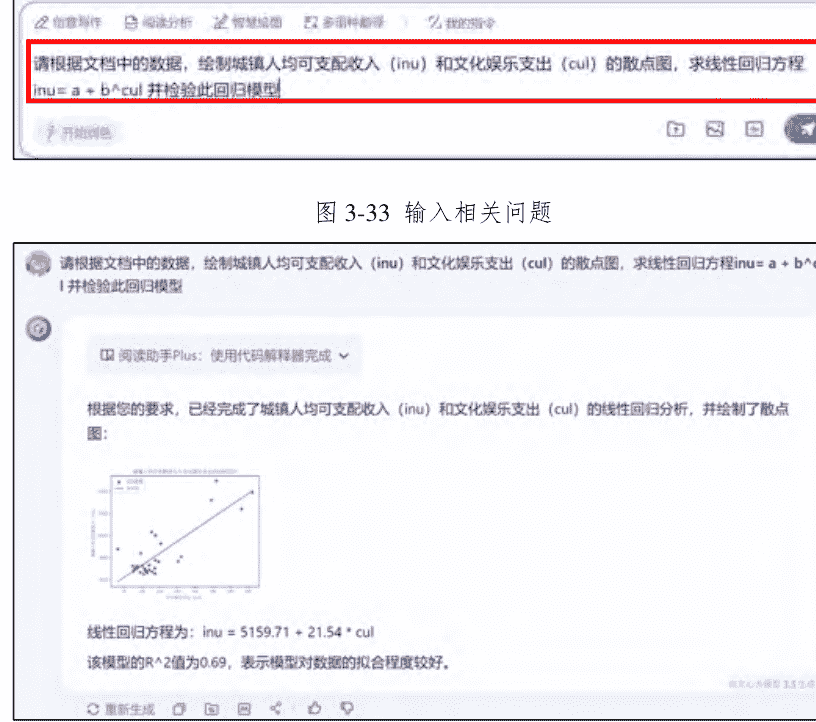 创意写作 阅读分析 智慧绘图 多语种翻译 我的指令
请根据文档中的数据，绘制城镇人均可支配收入（inu）和文化娱乐支出（cul）的散点图，求线性回归方程
inu= a + b^cul 并检验此回归模型
开始润色
图 3-33 输入相关问题
请根据文档中的数据，绘制城镇人均可支配收入（inu）和文化娱乐支出（cul）的散点图，求线性回归方程inu= a + b^c
l 并检验此回归模型
阅读助手Plus：使用代码解释器完成
根据您的要求，已经完成了城镇人均可支配收入（inu）和文化娱乐支出（cul）的线性回归分析，并绘制了散点
图：
线性回归方程为：inu = 5159.71 + 21.54 * cul
该模型的R^2值为0.69，表示模型对数据的拟合程度较好。
重新生成